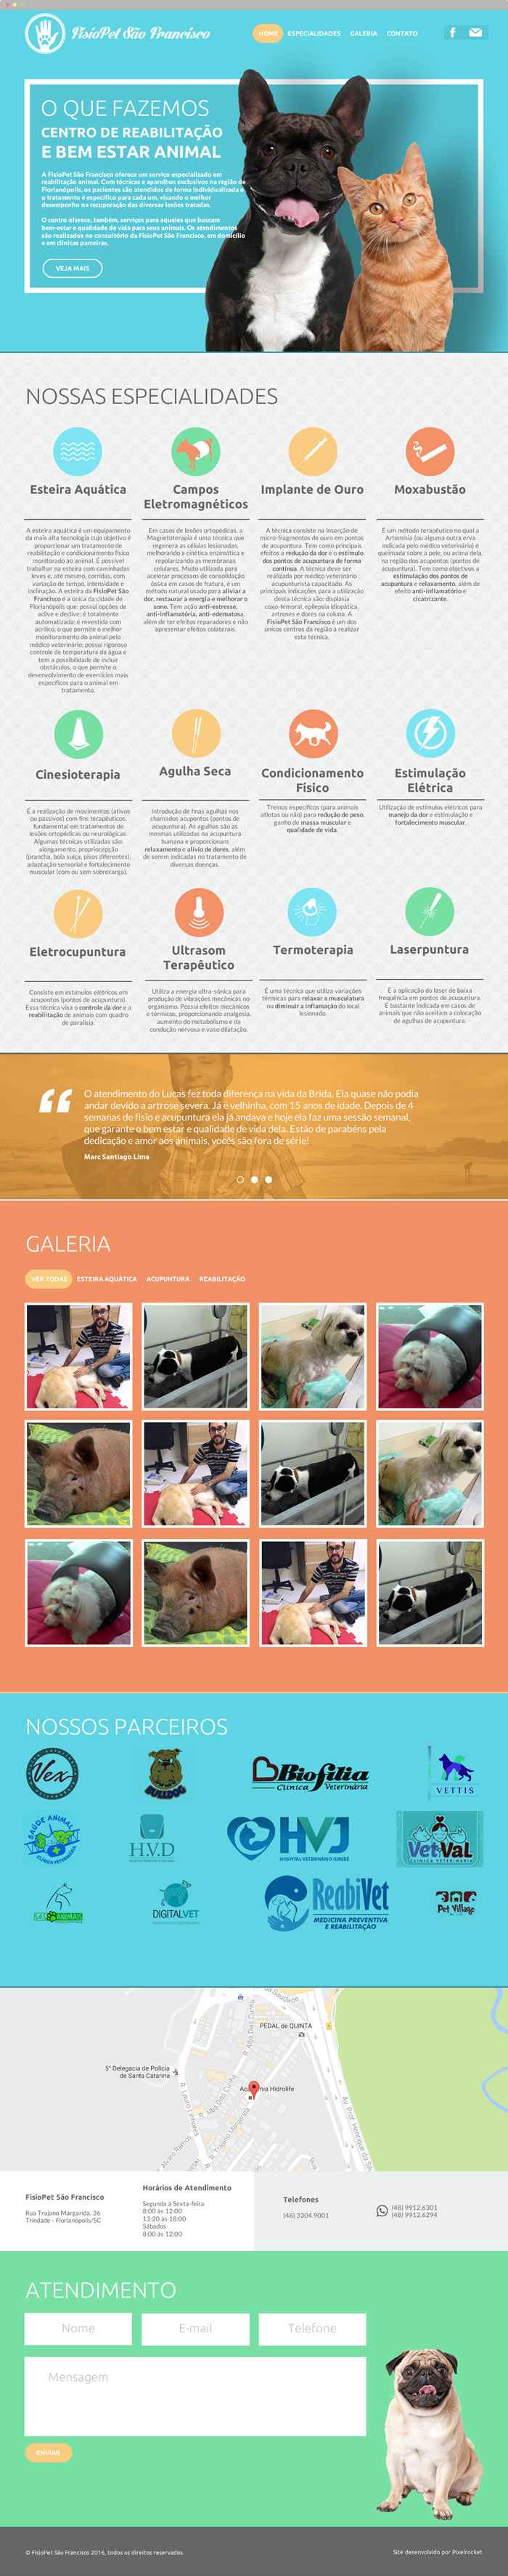 FisioPet São Francisco
HOME ESPECIALIDADES GALERIA CONTATO
O QUE FAZEMOS
CENTRO DE REABILITAÇÃO
E BEM ESTAR ANIMAL
A FisioPet São Francisco oferece um serviço especializado em
reabilitação animal. Com técnicas e aparelhos exclusivos na região de
Florianópolis, os pacientes são atendidos de forma individualizada e
o tratamento é específico para cada um, visando o melhor
desempenho na recuperação das diversas lesões tratadas.
O centro oferece, também, serviços para aqueles que buscam
bem-estar e qualidade de vida para seus animais. Os atendimentos
são realizados no consultório da FisioPet São Francisco, em domicílio
e em clínicas parceiras.
VEJA MAIS
NOSSAS ESPECIALIDADES
Esteira Aquática
A esteira aquática é um equipamento
da mais alta tecnologia cujo objetivo é
proporcionar um tratamento de
reabilitação e condicionamento físico
monitorado ao animal. É possível
trabalhar na esteira com caminhadas
leves e, até mesmo, corridas, com
variação de tempo, intensidade e
inclinação. A esteira da FisioPet São
Francisco é a única da cidade de
Florianópolis que: possui opções de
aclive e declive; é totalmente
automatizada; é revestida com
acrílico, o que permite o melhor
monitoramento do animal pelo
médico veterinário; possui rigoroso
controle de temperatura da água e
tem a possibilidade de incluir
obstáculos, o que permite o
desenvolvimento de exercícios mais
específicos para o animal em
tratamento.
Campos
Eletromagnéticos
Em casos de lesões ortopédicas, a
Magnetoterapia é uma técnica que
regenera as células lesionadas,
melhorando a cinética enzimática e
repolarizando as membranas
celulares. Muito utilizada para
acelerar processos de consolidação
óssea em casos de fratura, é um
método natural usado para aliviar a
dor, restaurar a energia e melhorar o
sono. Tem ação anti-estresse,
anti-inflamatória, anti-edematosa,
além de ter efeitos reparadores e não
apresentar efeitos colaterais.
Implante de Ouro
A técnica consiste na inserção de
micro-fragmentos de ouro em pontos
de acupuntura. Tem como principais
efeitos a redução da dor e o estímulo
dos pontos de acupuntura de forma
contínua. A técnica deve ser
realizada por médico veterinário
acupunturista capacitado. As
principais indicações para a utilização
desta técnica são displasia
coxo-femoral, epilepsia idiopática,
artroses e dores na coluna. A
FisioPet São Francisco é um dos
únicos centros da região a realizar
esta técnica.
Moxabustão
É um método terapêutico no qual a
Artemísia (ou alguma outra erva
indicada pelo médico veterinário) é
queimada sobre a pele, ou acima dela,
na região dos acupontos (pontos de
acupuntura). Tem como objetivos a
estimulação dos pontos de
acupuntura e relaxamento, além de
efeito anti-inflamatório e
cicatrizante.
Cinesioterapia
É a realização de movimentos (ativos
ou passivos) com fins terapêuticos,
fundamental em tratamentos de
lesões ortopédicas ou neurológicas.
Algumas técnicas utilizadas são:
alongamento, propriocepção
(prancha, bola suíça, pisos diferentes),
adaptação sensorial e fortalecimento
muscular (com ou sem sobrecarga).
Agulha Seca
Introdução de finas agulhas nos
chamados acupontos (pontos de
acupuntura). As agulhas são as
mesmas utilizadas na acupuntura
humana e proporcionam
relaxamento e alívio de dores, além
de serem indicadas no tratamento de
diversas doenças.
Condicionamento
Físico
Treinos específicos (para animais
atletas ou não) para redução de peso,
ganho de massa muscular e
qualidade de vida.
Estimulação
Elétrica
Utilização de estímulos elétricos para
manejo da dor e estimulação e
fortalecimento muscular.
Eletrocupuntura
Consiste em estímulos elétricos em
acupontos (pontos de acupuntura).
Essa técnica visa o controle da dor e a
reabilitação de animais com quadro
de paralisia.
Ultrasom
Terapêutico
Utiliza a energia ultra-sônica para
produção de vibrações mecânicas no
organismo. Possui efeitos mecânicos
e térmicos, proporcionando analgesia,
aumento do metabolismo e da
condução nervosa e vaso dilatação.
Termoterapia
É uma técnica que utiliza variações
térmicas para relaxar a musculatura
ou diminuir a inflamação do local
lesionado.
Laserpuntura
É a aplicação do laser de baixa
frequência em pontos de acupuntura.
É bastante indicada em casos de
animais que não aceitam a colocação
de agulhas de acupuntura.
O atendimento do Lucas fez toda diferença na vida da Brida. Ela quase não podia
andar devido a artrose severa. Já é velhinha, com 15 anos de idade. Depois de 4
semanas de fisio e acupuntura ela já andava e hoje ela faz uma sessão semanal,
que garante o bem estar e qualidade de vida dela. Estão de parabéns pela
dedicação e amor aos animais, vocês são fora de série!
Marc Santiago Lima
GALERIA
VER TODAS ESTEIRA AQUÁTICA ACUPUNTURA REABILITAÇÃO
NOSSOS PARCEIROS
Vex
BULLDOG
Biofilia
Clínica Veterinária
VETTIS
SAÚDE ANIMAL
CLÍNICA VETERINÁRIA
H.V.D
HVJ
HOSPITAL VETERINÁRIO JURERÊ
VetVaL
CLÍNICA VETERINÁRIA
S.O.S ANIMAIS
DIGITALVET
ReabiVet
MEDICINA PREVENTIVA
E REABILITAÇÃO
Pet Village
PEDAL de QUINTA
R. Alba Dias Cunha
5ª Delegacia de Polícia
de Santa Catarina
Academia Hidrolife
R. Lauro Linhares
R. Alba Dias Cunha
R. Trajano Margarida
Álvaro Ramos
Av. Prof. Henrique da Silva
FisioPet São Francisco
Rua Trajano Margarida, 36
Trindade - Florianópolis/SC
Horários de Atendimento
Segunda à Sexta-feira
8:00 às 12:00
13:20 às 18:00
Sábados
8:00 às 12:00
Telefones
(48) 3304.9001
(48) 9912.6301
(48) 9912.6294
ATENDIMENTO
Nome E-mail Telefone
Mensagem
ENVIAR
© FisioPet São Francisco 2016, todos os direitos reservados.
Site desenvolvido por Pixelrocket